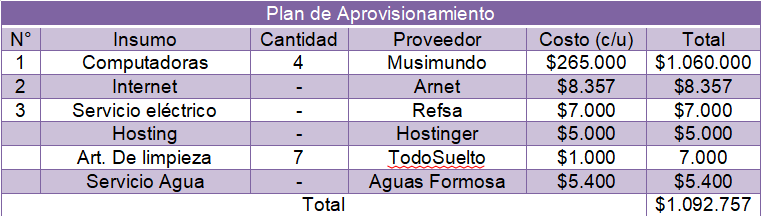 Plan de Aprovisionamiento
N° Insumo Cantidad Proveedor Costo (c/u) Total
1 Computadoras 4 Musimundo $265.000 $1.060.000
2 Internet - Arnet $8.357 $8.357
3 Servicio eléctrico - Refsa $7.000 $7.000
Hosting - Hostinger $5.000 $5.000
Art. De limpieza 7 TodoSuelto $1.000 7.000
Servicio Agua - Aguas Formosa $5.400 $5.400
Total $1.092.757